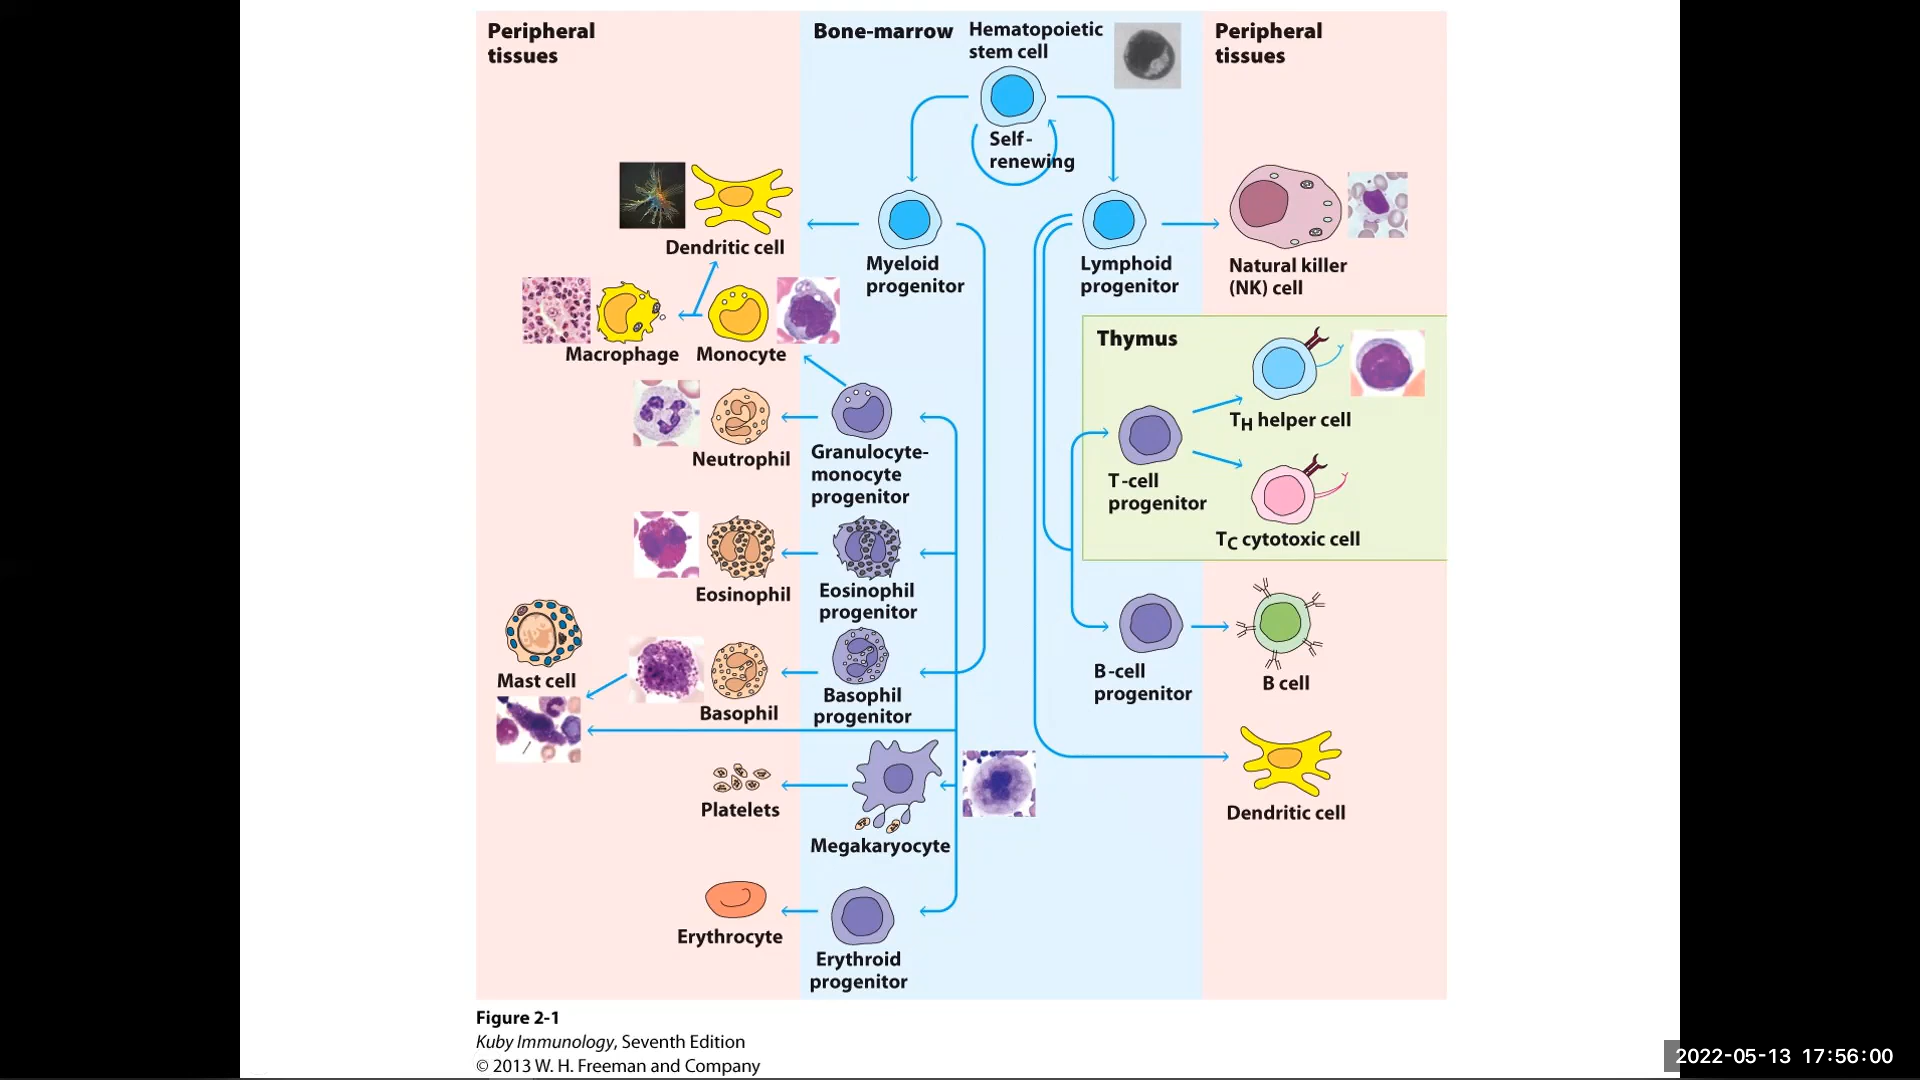 Peripheral
tissues
Bone-marrow
Hematopoietic
stem cell
Peripheral
tissues
Self-
renewing
Dendritic cell
Myeloid
progenitor
Lymphoid
progenitor
Natural killer
(NK) cell
Macrophage
Monocyte
Thymus
TH helper cell
Neutrophil
Granulocyte-
monocyte
progenitor
T-cell
progenitor
TC cytotoxic cell
Eosinophil
Eosinophil
progenitor
Mast cell
Basophil
Basophil
progenitor
B-cell
progenitor
B cell
Platelets
Megakaryocyte
Dendritic cell
Erythrocyte
Erythroid
progenitor
Figure 2-1
Kuby Immunology, Seventh Edition
© 2013 W. H. Freeman and Company
2022-05-13 17:56:00